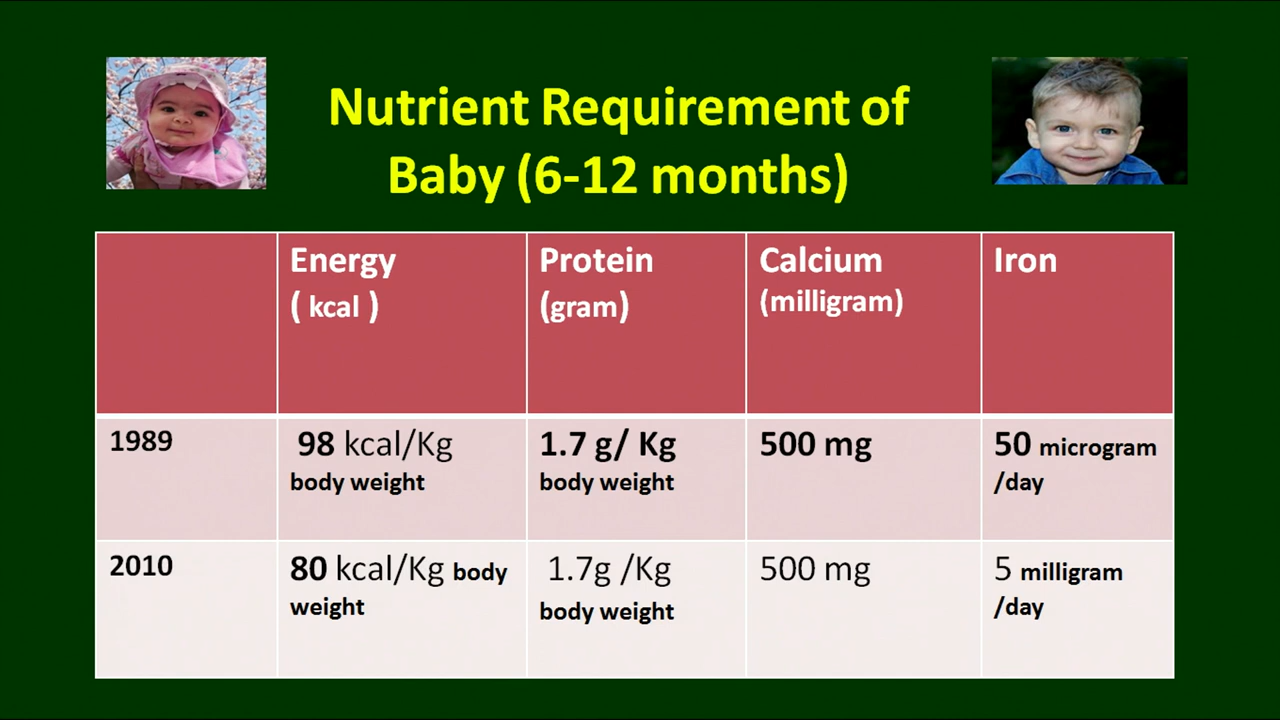 Nutrient Requirement of
Baby (6-12 months)
Energy
( kcal )
Protein
(gram)
Calcium
(milligram)
Iron
1989
98 kcal/Kg
body weight
1.7 g/ Kg
body weight
500 mg
50 microgram
/day
2010
80 kcal/Kg body
weight
1.7g /Kg
body weight
500 mg
5 milligram
/day